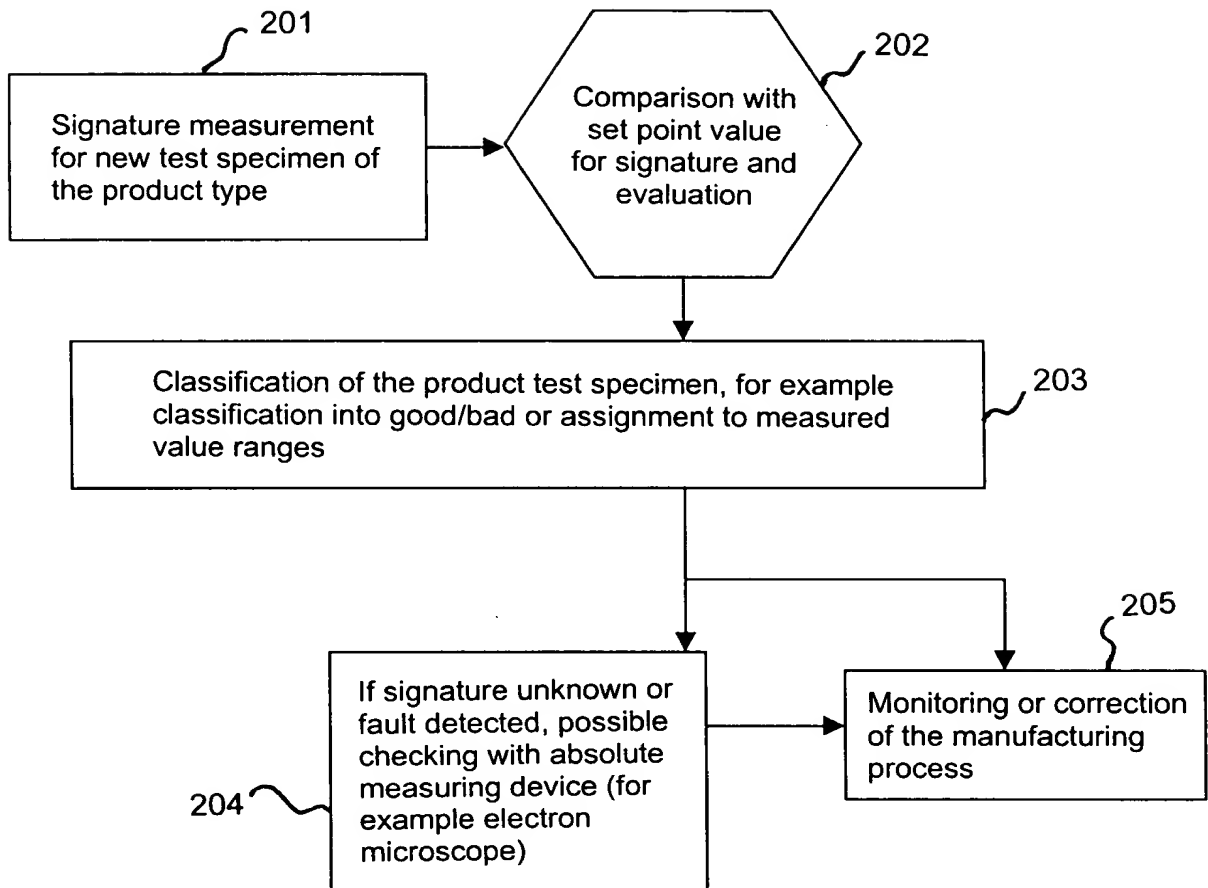 201
202
Signature measurement
for new test specimen of
the product type
Comparison with
set point value
for signature and
evaluation
Classification of the product test specimen, for example
classification into good/bad or assignment to measured
value ranges
203
205
If signature unknown or
fault detected, possible
checking with absolute
measuring device (for
example electron
microscope)
Monitoring or correction
of the manufacturing
process
204